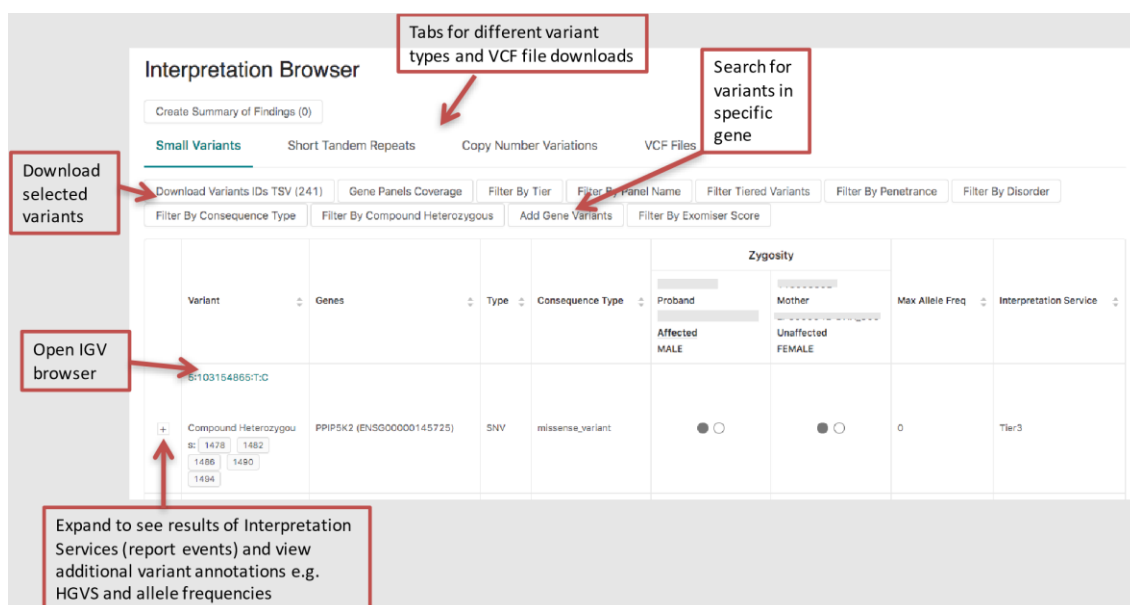 Tabs for different variant
types and VCF file downloads
Search for
variants in
specific
gene
Interpretation Browser
Create Summary of Findings (0)
Small Variants Short Tandem Repeats Copy Number Variations VCF Files
Download
selected
variants
Download Variants IDs TSV (241) Gene Panels Coverage Filter By Tier Filter By Panel Name Filter Tiered Variants Filter By Penetrance Filter By Disorder
Filter By Consequence Type Filter By Compound Heterozygous Add Gene Variants Filter By Exomiser Score
Zygosity
Variant Genes Type Consequence Type Proband Mother Max Allele Freq Interpretation Service
Affected Unaffected
MALE FEMALE
Open IGV
browser
5:103154865:T:C
+ Compound Heterozygou PPIP5K2 (ENSG00000145725) SNV missense_variant 0 Tier3
s: 1478 1482
1486 1490
1494
Expand to see results of Interpretation
Services (report events) and view
additional variant annotations e.g.
HGVS and allele frequencies